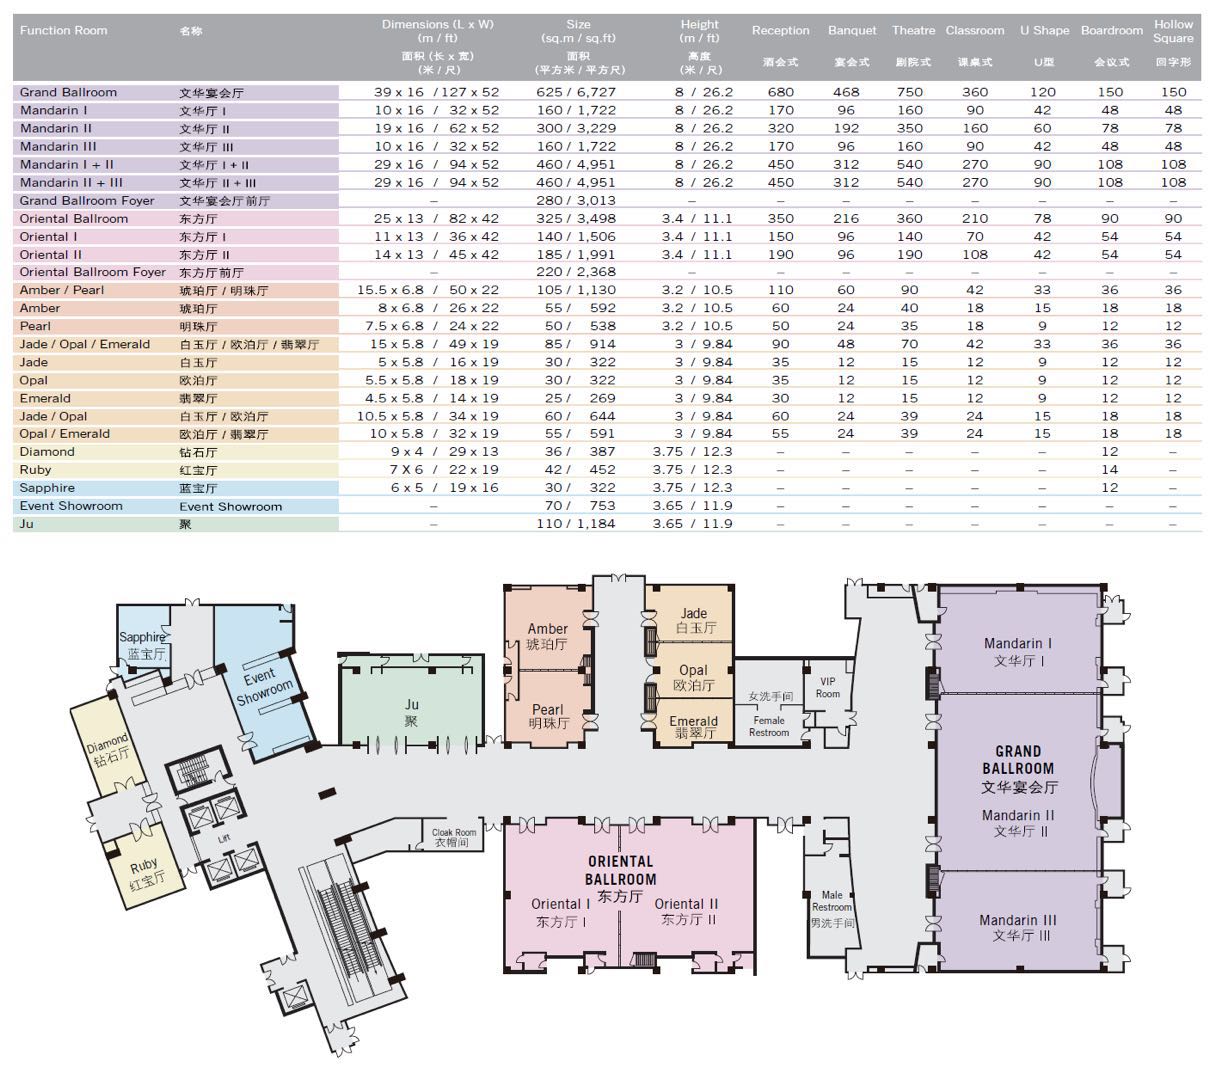 Function Room 名称 Dimensions (L x W) Size Height Reception Banquet Theatre Classroom U Shape Boardroom Hollow Square
(m / ft) (sq.m / sq.ft) (m / ft)
面积 (长 x 宽) 面积 高度 酒会式 宴会式 剧院式 课桌式 U型 会议式 回字形
(米 / 尺) (平方米 / 平方尺) (米 / 尺)
Grand Ballroom 文华宴会厅 39 x 16 / 127 x 52 625 / 6,727 8 / 26.2 680 468 750 360 120 150 150
Mandarin I 文华厅 I 10 x 16 / 32 x 52 160 / 1,722 8 / 26.2 170 96 160 90 42 48 48
Mandarin II 文华厅 II 19 x 16 / 62 x 52 300 / 3,229 8 / 26.2 320 192 350 160 60 78 78
Mandarin III 文华厅 III 10 x 16 / 32 x 52 160 / 1,722 8 / 26.2 170 96 160 90 42 48 48
Mandarin I + II 文华厅 I + II 29 x 16 / 94 x 52 460 / 4,951 8 / 26.2 450 312 540 270 90 108 108
Mandarin II + III 文华厅 II + III 29 x 16 / 94 x 52 460 / 4,951 8 / 26.2 450 312 540 270 90 108 108
Grand Ballroom Foyer 文华宴会厅前厅 – 280 / 3,013 – – – – – – – –
Oriental Ballroom 东方厅 25 x 13 / 82 x 42 325 / 3,498 3.4 / 11.1 350 216 360 210 78 90 90
Oriental I 东方厅 I 11 x 13 / 36 x 42 140 / 1,506 3.4 / 11.1 150 96 140 70 42 54 54
Oriental II 东方厅 II 14 x 13 / 45 x 42 185 / 1,991 3.4 / 11.1 190 96 190 108 42 54 54
Oriental Ballroom Foyer 东方厅前厅 – 220 / 2,368 – – – – – – – –
Amber / Pearl 琥珀厅 / 明珠厅 15.5 x 6.8 / 50 x 22 105 / 1,130 3.2 / 10.5 110 60 90 42 33 36 36
Amber 琥珀厅 8 x 6.8 / 26 x 22 55 / 592 3.2 / 10.5 60 24 40 18 15 18 18
Pearl 明珠厅 7.5 x 6.8 / 24 x 22 50 / 538 3.2 / 10.5 50 24 35 18 9 12 12
Jade / Opal / Emerald 白玉厅 / 欧泊厅 / 翡翠厅 15 x 5.8 / 49 x 19 85 / 914 3 / 9.84 90 48 70 42 33 36 36
Jade 白玉厅 5 x 5.8 / 16 x 19 30 / 322 3 / 9.84 35 12 15 12 9 12 12
Opal 欧泊厅 5.5 x 5.8 / 18 x 19 30 / 322 3 / 9.84 35 12 15 12 9 12 12
Emerald 翡翠厅 4.5 x 5.8 / 14 x 19 25 / 269 3 / 9.84 30 12 15 12 9 12 12
Jade / Opal 白玉厅 / 欧泊厅 10.5 x 5.8 / 34 x 19 60 / 644 3 / 9.84 60 24 39 24 15 18 18
Opal / Emerald 欧泊厅 / 翡翠厅 10 x 5.8 / 32 x 19 55 / 591 3 / 9.84 55 24 39 24 15 18 18
Diamond 钻石厅 9 x 4 / 29 x 13 36 / 387 3.75 / 12.3 – – – – – 12 –
Ruby 红宝厅 7 X 6 / 22 x 19 42 / 452 3.75 / 12.3 – – – – – 14 –
Sapphire 蓝宝厅 6 x 5 / 19 x 16 30 / 322 3.75 / 12.3 – – – – – 12 –
Event Showroom Event Showroom – 70 / 753 3.65 / 11.9 – – – – – – –
Ju 聚 – 110 / 1,184 3.65 / 11.9 – – – – – – –
Sapphire
蓝宝厅
Event
Showroom
Diamond
钻石厅
Ruby
红宝厅
Lift
Ju
聚
Cloak Room
衣帽间
Amber
琥珀厅
Pearl
明珠厅
Jade
白玉厅
Opal
欧泊厅
Emerald
翡翠厅
女洗手间
Female
Restroom
VIP
Room
ORIENTAL
BALLROOM
东方厅
Oriental I
东方厅 I
Oriental II
东方厅 II
Male
Restroom
男洗手间
Mandarin I
文华厅 I
GRAND
BALLROOM
文华宴会厅
Mandarin II
文华厅 II
Mandarin III
文华厅 III